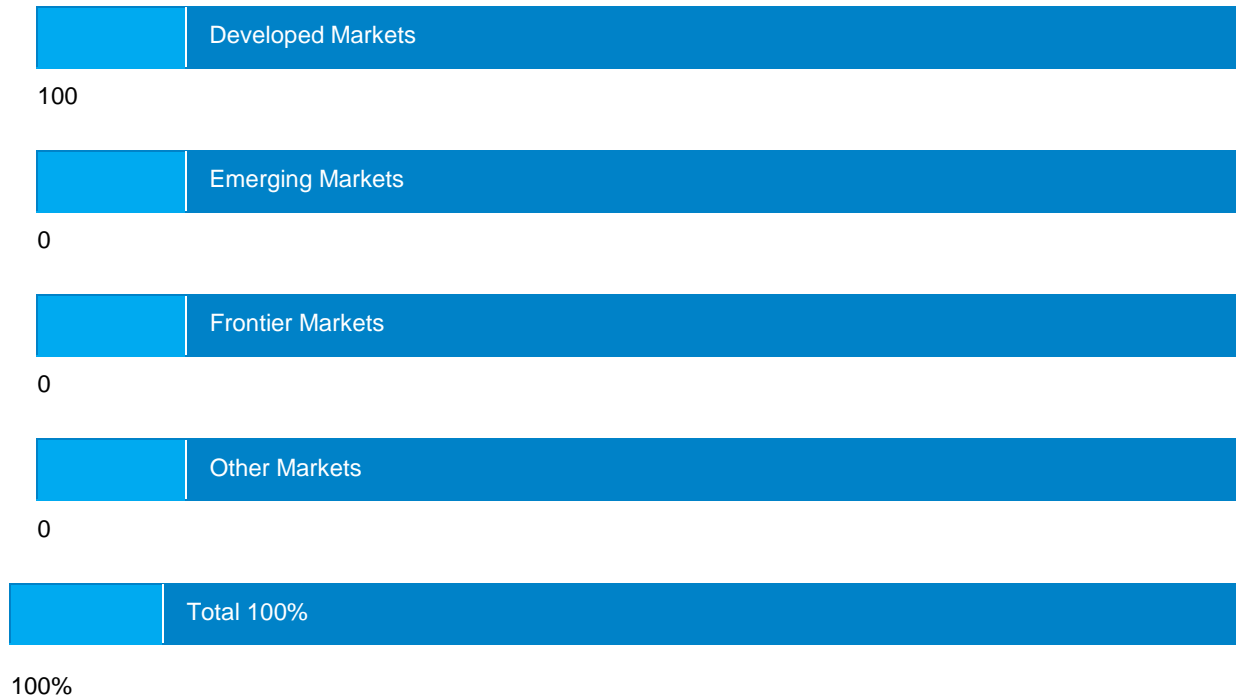 Developed Markets
100
Emerging Markets
0
Frontier Markets
0
Other Markets
0
Total 100%
100%